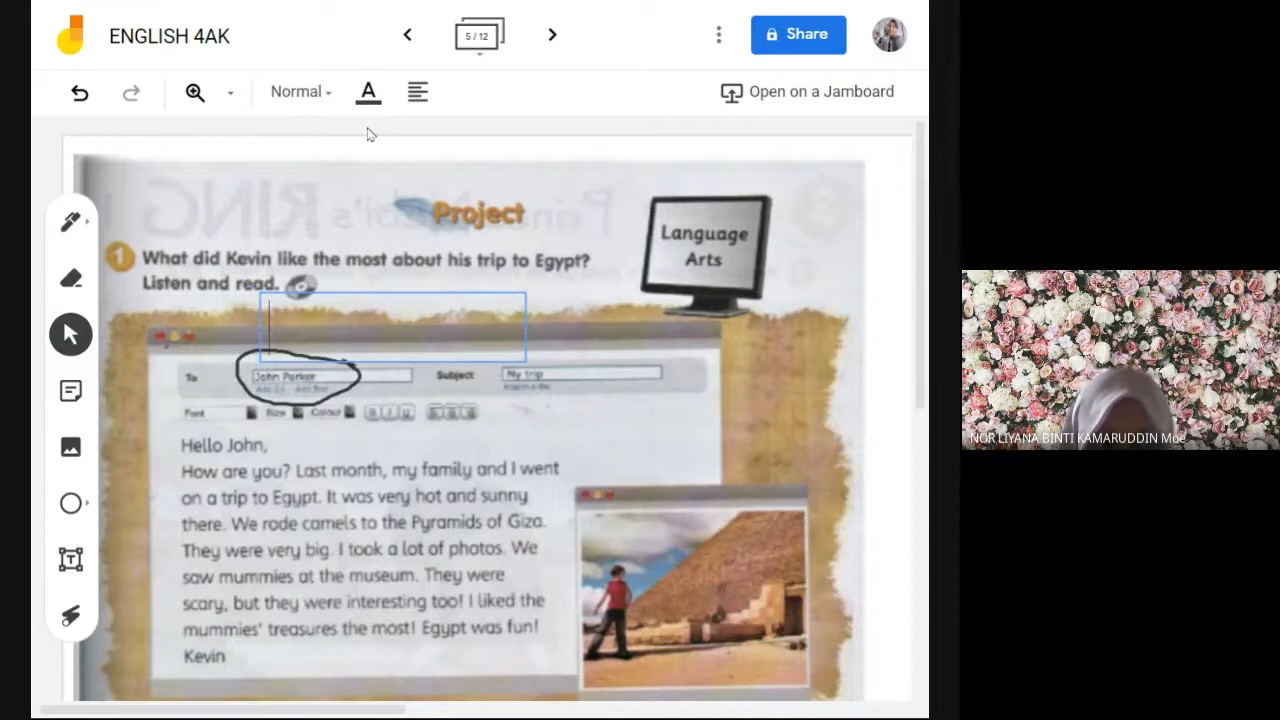 ENGLISH 4AK
5 / 12
Share
Normal
A
Open on a Jamboard
Project
Language
Arts
1 What did Kevin like the most about his trip to Egypt?
Listen and read.
To John Parker Subject My trip
Font Size Colour
Hello John,
How are you? Last month, my family and I went
on a trip to Egypt. It was very hot and sunny
there. We rode camels to the Pyramids of Giza.
They were very big. I took a lot of photos. We
saw mummies at the museum. They were
scary, but they were interesting too! I liked the
mummies' treasures the most! Egypt was fun!
Kevin
NOR LIYANA BINTI KAMARUDDIN Moe